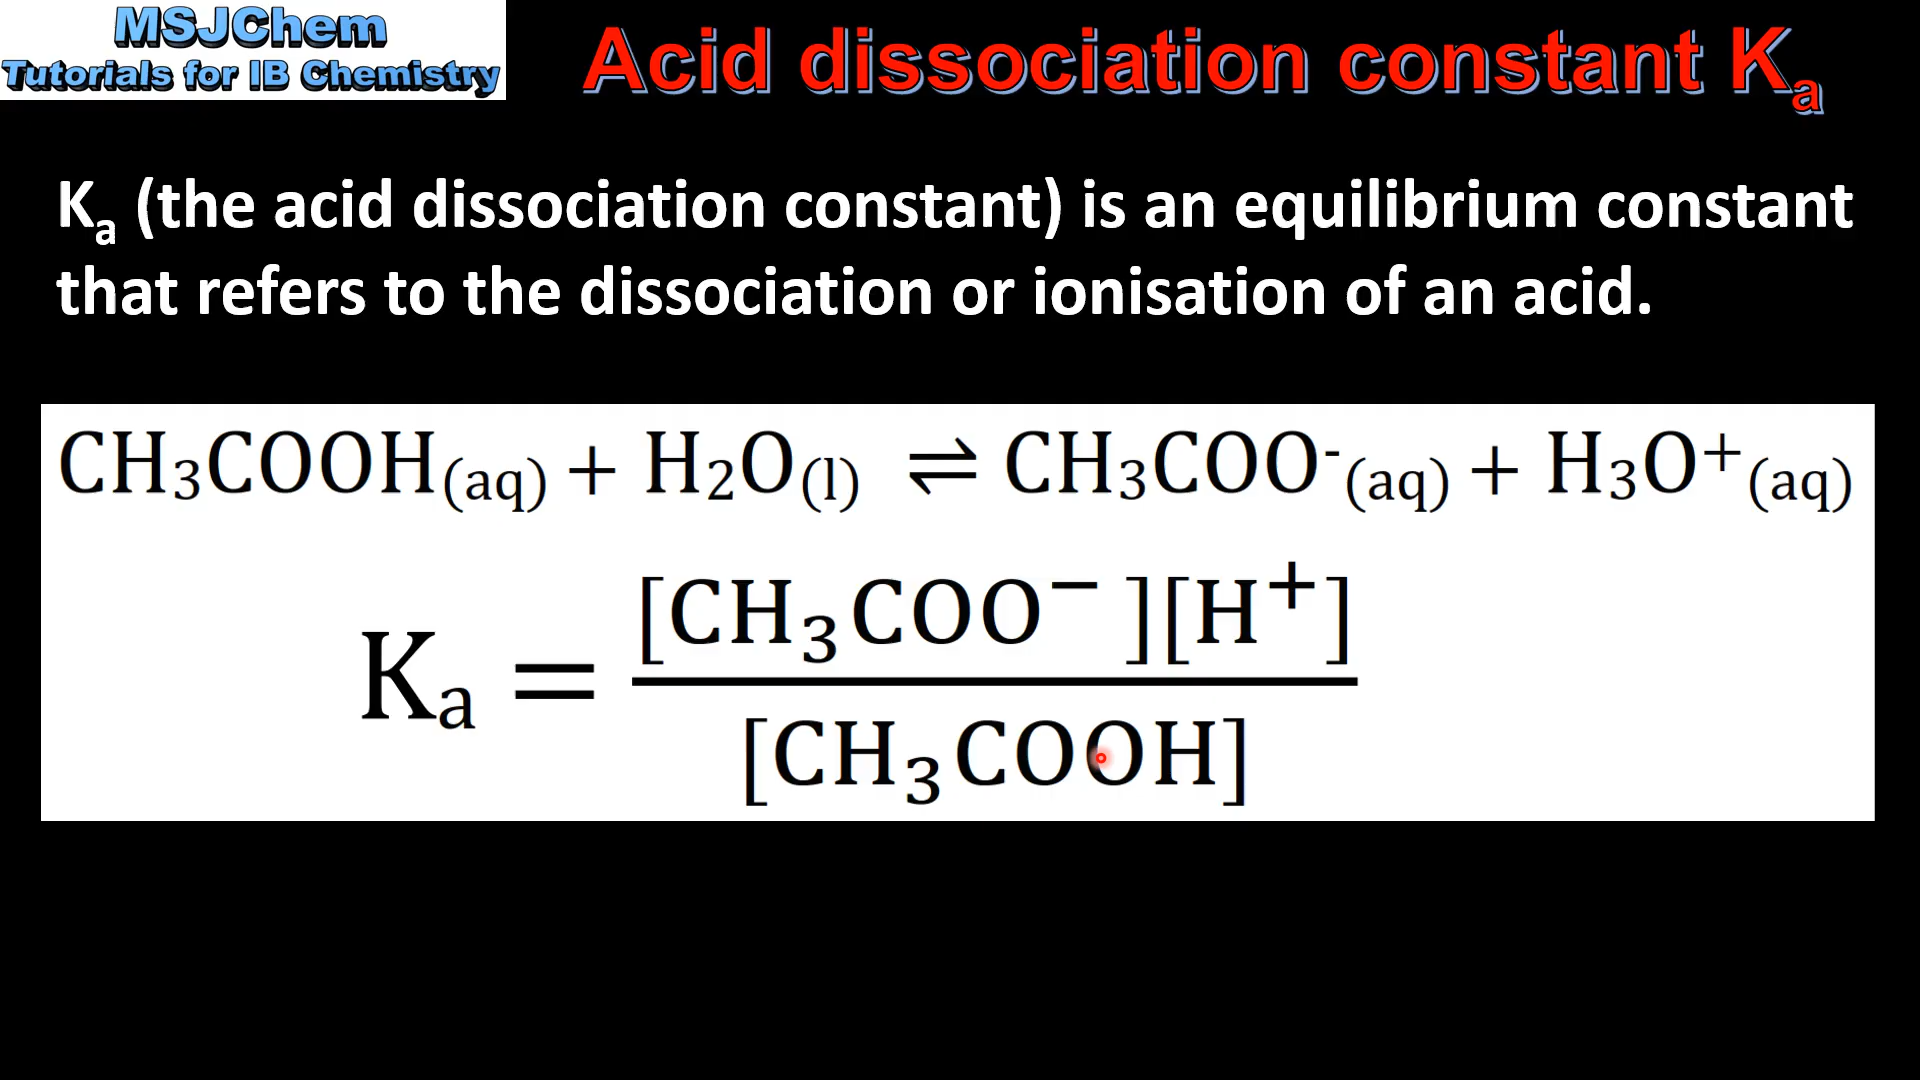 MSJChem
Tutorials for IB Chemistry
Acid dissociation constant Kₐ
Kₐ (the acid dissociation constant) is an equilibrium constant
that refers to the dissociation or ionisation of an acid.
CH₃COOH(aq) + H₂O(l) ⇌ CH₃COO⁻(aq) + H₃O⁺(aq)
Kₐ = [CH₃COO⁻][H⁺]
[CH₃COOH]